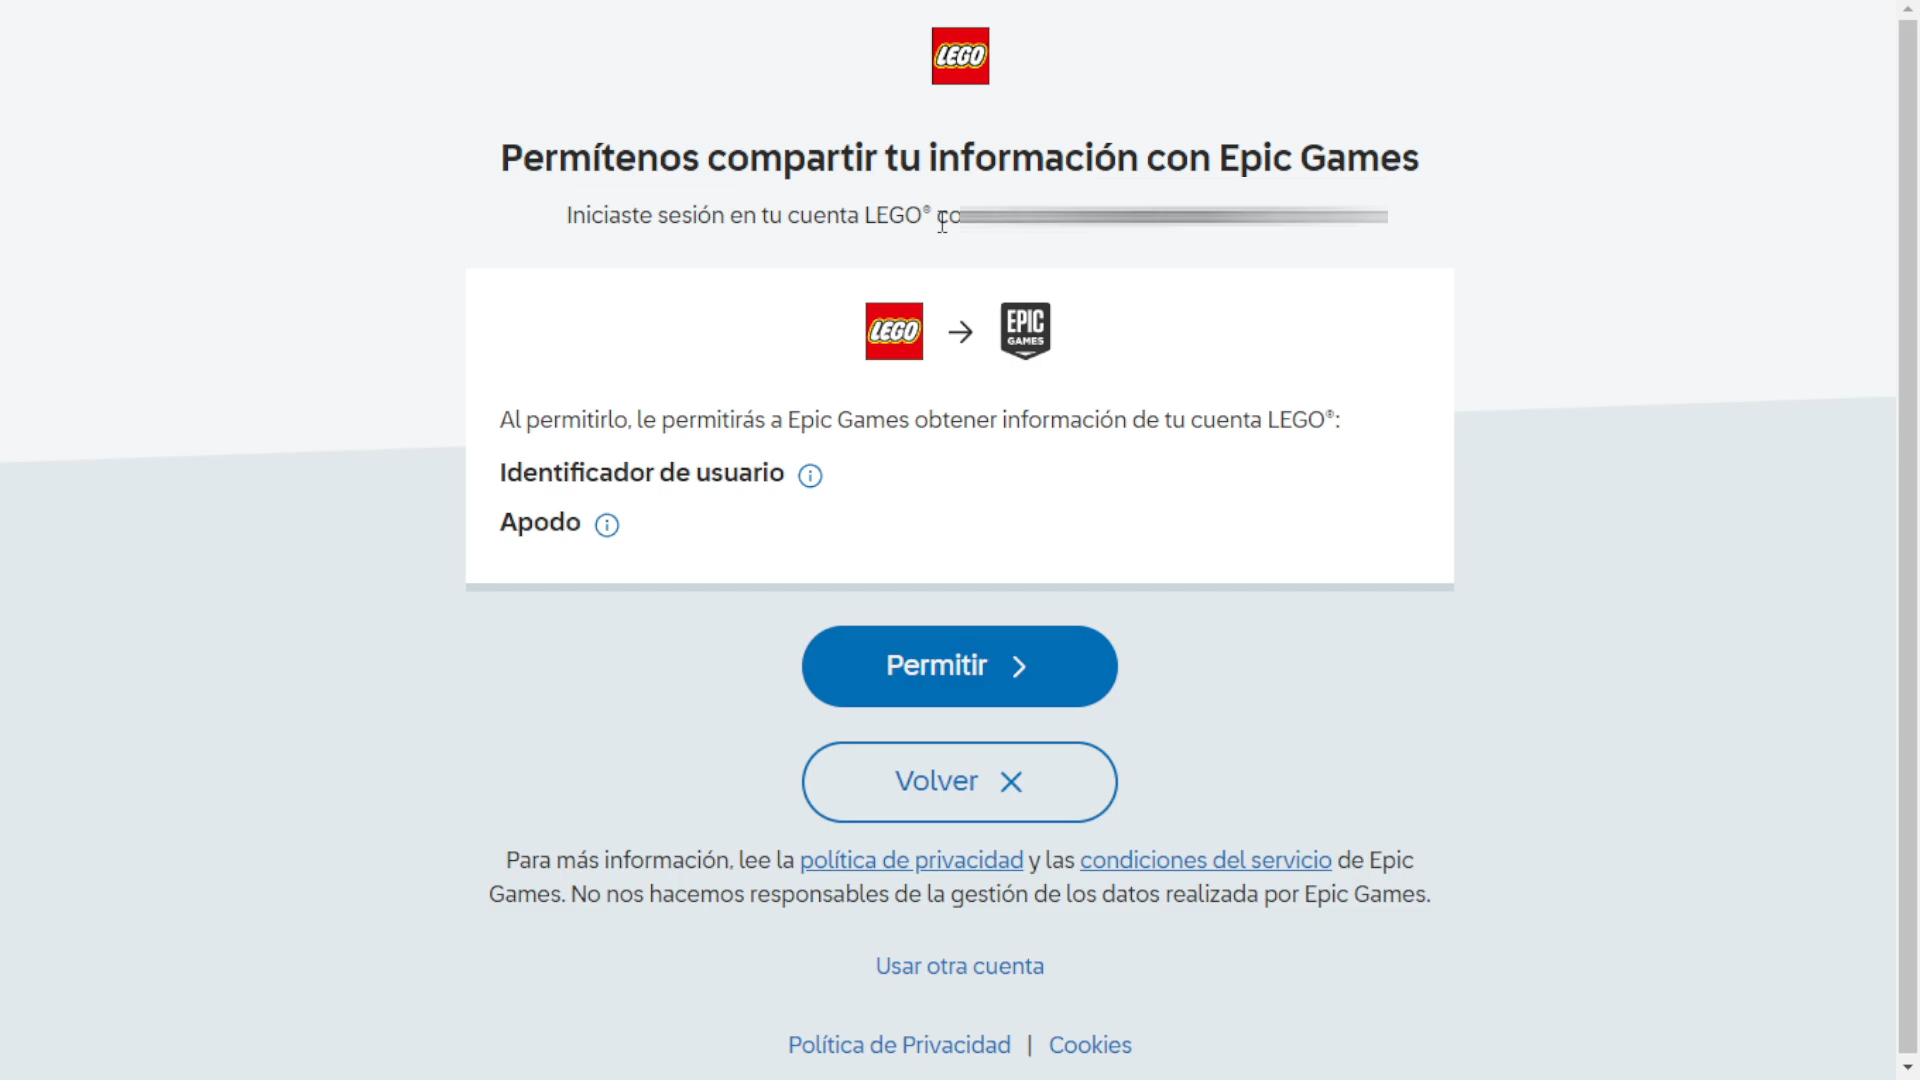 LEGO
Permítenos compartir tu información con Epic Games
Iniciaste sesión en tu cuenta LEGO®
LEGO → EPIC GAMES
Al permitirlo, le permitirás a Epic Games obtener información de tu cuenta LEGO®:
Identificador de usuario
Apodo
Permitir
Volver
Para más información, lee la política de privacidad y las condiciones del servicio de Epic
Games. No nos hacemos responsables de la gestión de los datos realizada por Epic Games.
Usar otra cuenta
Política de Privacidad | Cookies